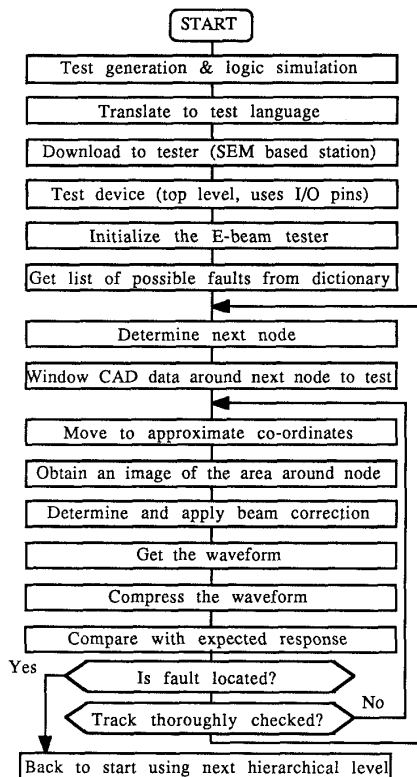 START
Test generation & logic simulation
Translate to test language
Download to tester (SEM based station)
Test device (top level, uses I/O pins)
Initialize the E-beam tester
Get list of possible faults from dictionary
Determine next node
Window CAD data around next node to test
Move to approximate co-ordinates
Obtain an image of the area around node
Determine and apply beam correction
Get the waveform
Compress the waveform
Compare with expected response
Yes
Is fault located?
No
Track thoroughly checked?
Back to start using next hierarchical level